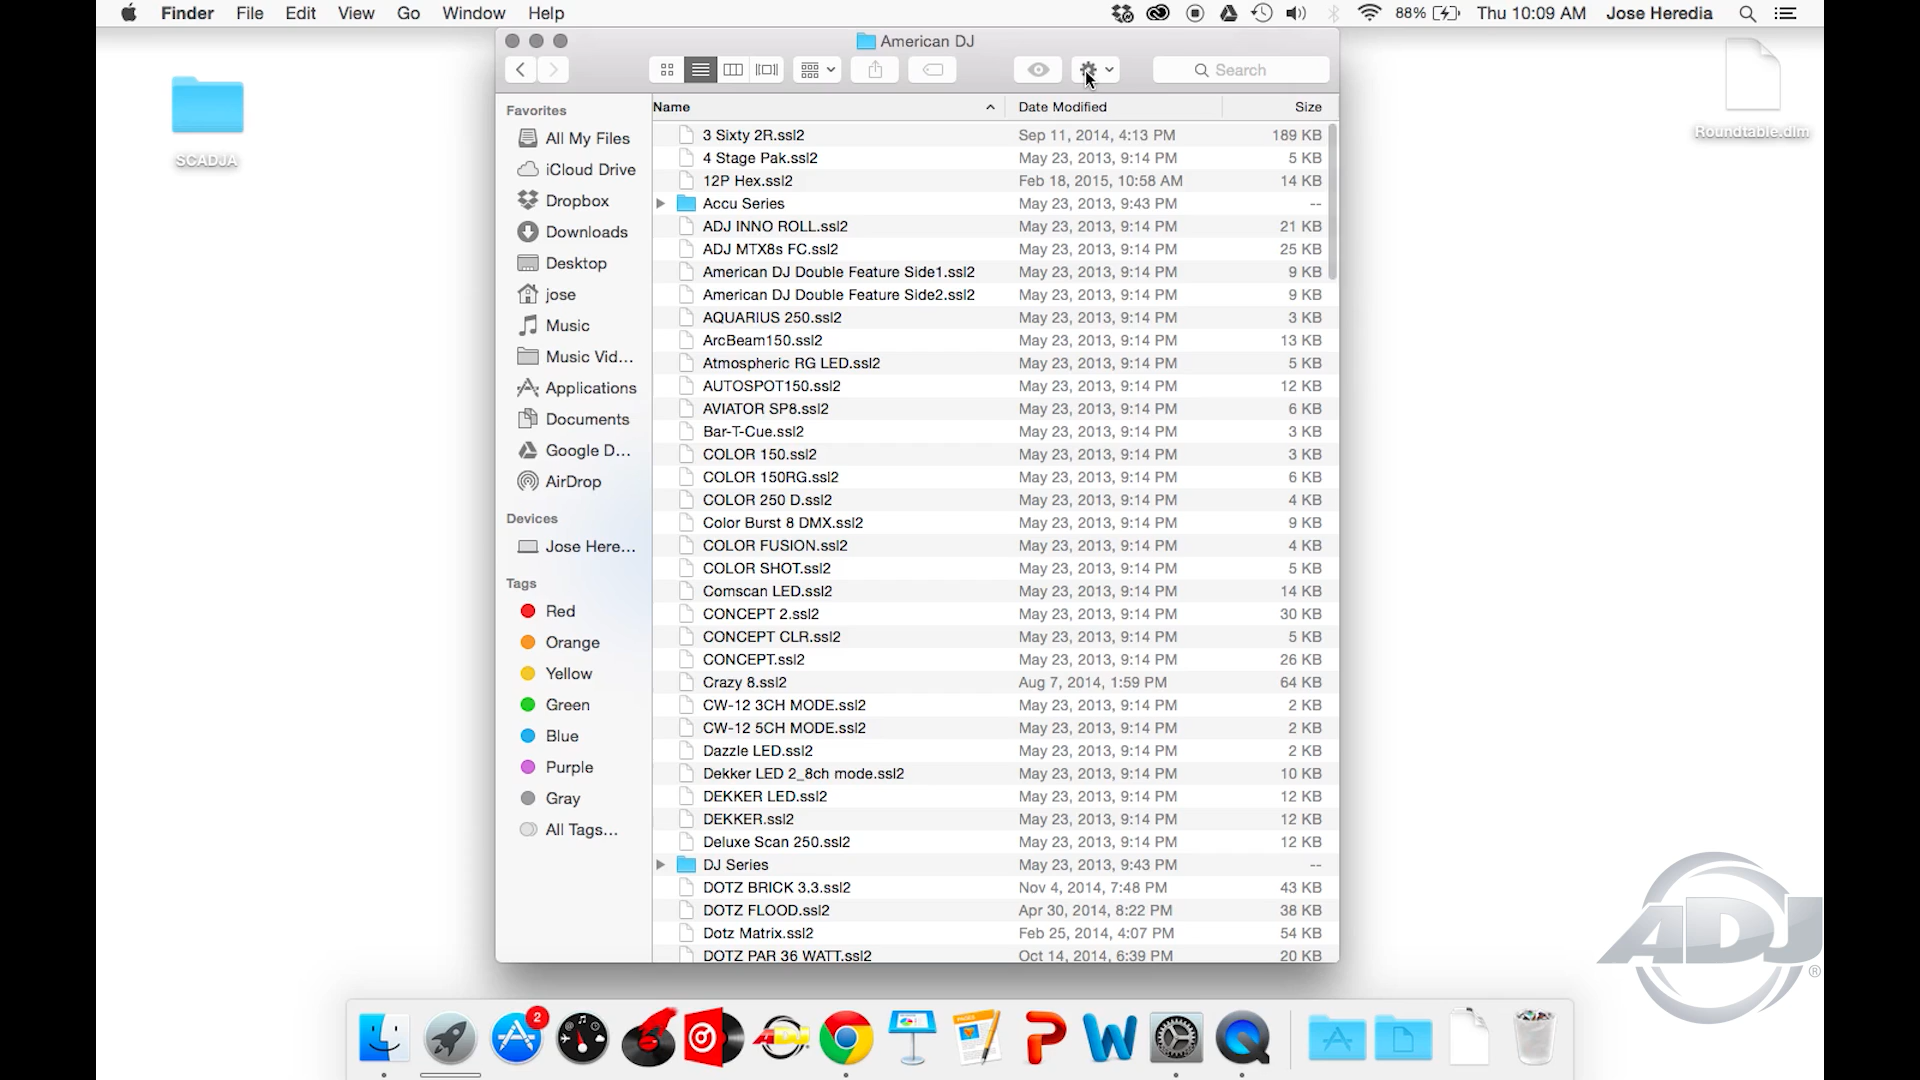 Finder File Edit View Go Window Help 88% Thu 10:09 AM Jose Heredia
American DJ
Search
SCADJA
Roundtable.dlm
Favorites
All My Files
iCloud Drive
Dropbox
Downloads
Desktop
jose
Music
Music Vid...
Applications
Documents
Google D...
AirDrop
Devices
Jose Here...
Tags
Red
Orange
Yellow
Green
Blue
Purple
Gray
All Tags...
Name Date Modified Size
3 Sixty 2R.ssl2 Sep 11, 2014, 4:13 PM 189 KB
4 Stage Pak.ssl2 May 23, 2013, 9:14 PM 5 KB
12P Hex.ssl2 Feb 18, 2015, 10:58 AM 14 KB
Accu Series May 23, 2013, 9:43 PM --
ADJ INNO ROLL.ssl2 May 23, 2013, 9:14 PM 21 KB
ADJ MTX8s FC.ssl2 May 23, 2013, 9:14 PM 25 KB
American DJ Double Feature Side1.ssl2 May 23, 2013, 9:14 PM 9 KB
American DJ Double Feature Side2.ssl2 May 23, 2013, 9:14 PM 9 KB
AQUARIUS 250.ssl2 May 23, 2013, 9:14 PM 3 KB
ArcBeam150.ssl2 May 23, 2013, 9:14 PM 13 KB
Atmospheric RG LED.ssl2 May 23, 2013, 9:14 PM 5 KB
AUTOSPOT150.ssl2 May 23, 2013, 9:14 PM 12 KB
AVIATOR SP8.ssl2 May 23, 2013, 9:14 PM 6 KB
Bar-T-Cue.ssl2 May 23, 2013, 9:14 PM 3 KB
COLOR 150.ssl2 May 23, 2013, 9:14 PM 3 KB
COLOR 150RG.ssl2 May 23, 2013, 9:14 PM 6 KB
COLOR 250 D.ssl2 May 23, 2013, 9:14 PM 4 KB
Color Burst 8 DMX.ssl2 May 23, 2013, 9:14 PM 9 KB
COLOR FUSION.ssl2 May 23, 2013, 9:14 PM 4 KB
COLOR SHOT.ssl2 May 23, 2013, 9:14 PM 5 KB
Comscan LED.ssl2 May 23, 2013, 9:14 PM 14 KB
CONCEPT 2.ssl2 May 23, 2013, 9:14 PM 30 KB
CONCEPT CLR.ssl2 May 23, 2013, 9:14 PM 5 KB
CONCEPT.ssl2 May 23, 2013, 9:14 PM 26 KB
Crazy 8.ssl2 Aug 7, 2014, 1:59 PM 64 KB
CW-12 3CH MODE.ssl2 May 23, 2013, 9:14 PM 2 KB
CW-12 5CH MODE.ssl2 May 23, 2013, 9:14 PM 2 KB
Dazzle LED.ssl2 May 23, 2013, 9:14 PM 2 KB
Dekker LED 2_8ch mode.ssl2 May 23, 2013, 9:14 PM 10 KB
DEKKER LED.ssl2 May 23, 2013, 9:14 PM 12 KB
DEKKER.ssl2 May 23, 2013, 9:14 PM 12 KB
Deluxe Scan 250.ssl2 May 23, 2013, 9:14 PM 12 KB
DJ Series May 23, 2013, 9:43 PM --
DOTZ BRICK 3.3.ssl2 Nov 4, 2014, 7:48 PM 43 KB
DOTZ FLOOD.ssl2 Apr 30, 2014, 8:22 PM 38 KB
Dotz Matrix.ssl2 Feb 25, 2014, 4:07 PM 54 KB
DOTZ PAR 36 WATT.ssl2 Oct 14, 2014, 6:39 PM 20 KB
ADJ ®
2
ADJ
PAGES
P
W